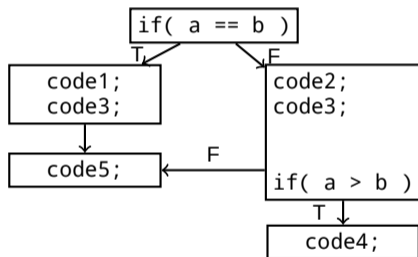 if( a == b )
T
F
code1;
code3;
code2;
code3;
F
code5;
if( a > b )
T
code4;